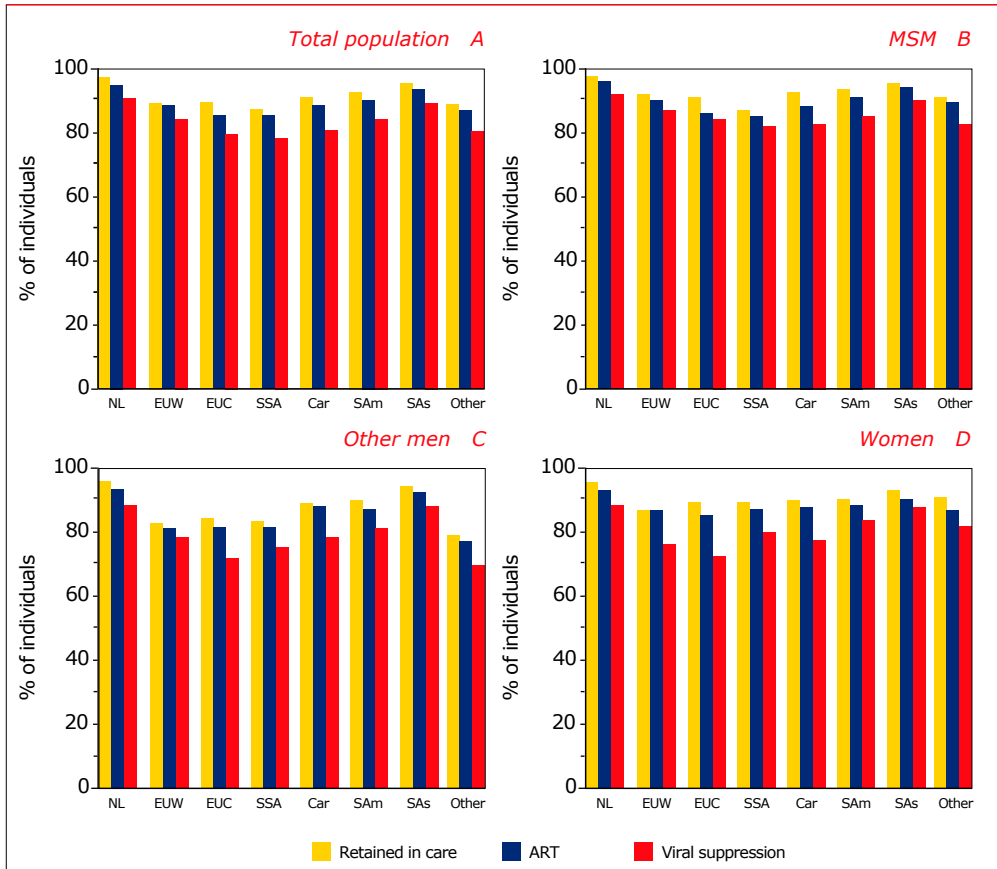 Total population A
% of individuals
100
80
60
40
20
0
NL EUW EUC SSA Car SAm SAs Other
MSM B
% of individuals
100
80
60
40
20
0
NL EUW EUC SSA Car SAm SAs Other
Other men C
% of individuals
100
80
60
40
20
0
NL EUW EUC SSA Car SAm SAs Other
Women D
% of individuals
100
80
60
40
20
0
NL EUW EUC SSA Car SAm SAs Other
Retained in care ART Viral suppression